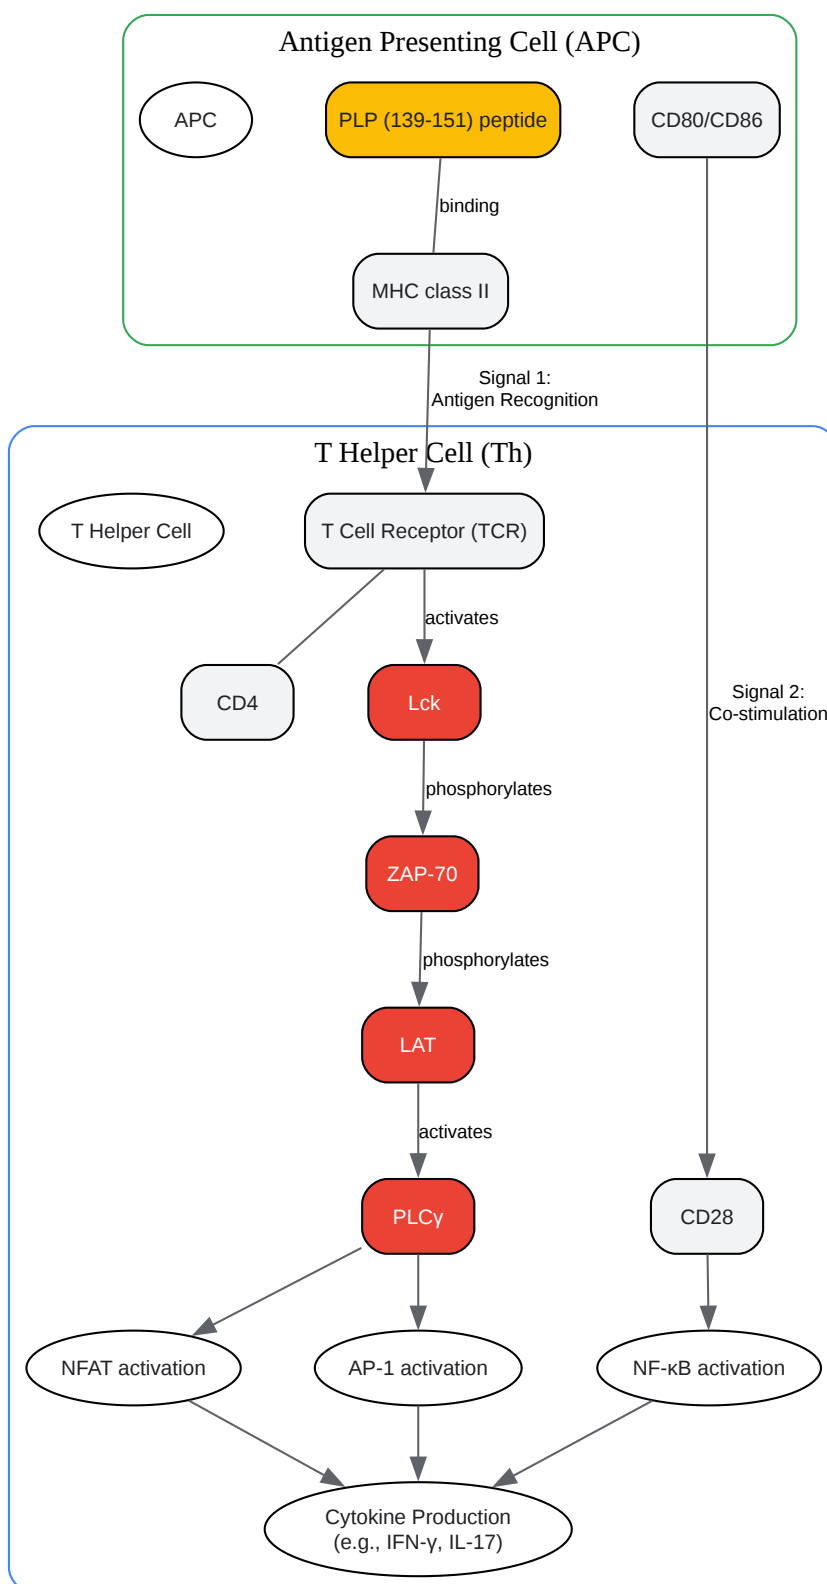 Antigen Presenting Cell (APC)
APC
PLP (139-151) peptide
CD80/CD86
binding
MHC class II
Signal 1:
Antigen Recognition
T Helper Cell (Th)
T Helper Cell
T Cell Receptor (TCR)
activates
CD4
Lck
Signal 2:
Co-stimulation
phosphorylates
ZAP-70
phosphorylates
LAT
activates
PLCγ
CD28
NFAT activation
AP-1 activation
NF-κB activation
Cytokine Production
(e.g., IFN-γ, IL-17)